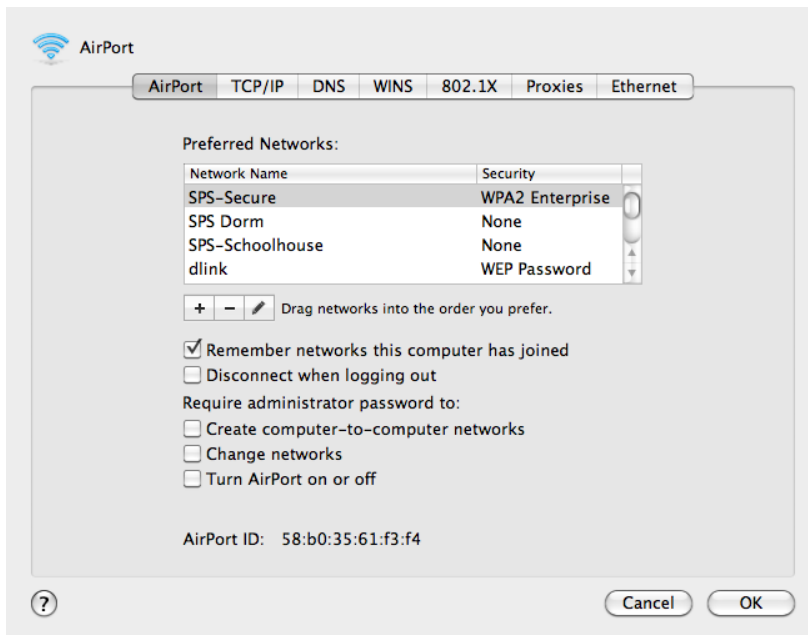 AirPort
AirPort TCP/IP DNS WINS 802.1X Proxies Ethernet
Preferred Networks:
Network Name Security
SPS-Secure WPA2 Enterprise
SPS Dorm None
SPS-Schoolhouse None
dlink WEP Password
+ − Drag networks into the order you prefer.
Remember networks this computer has joined
Disconnect when logging out
Require administrator password to:
Create computer-to-computer networks
Change networks
Turn AirPort on or off
AirPort ID: 58:b0:35:61:f3:f4
? Cancel OK